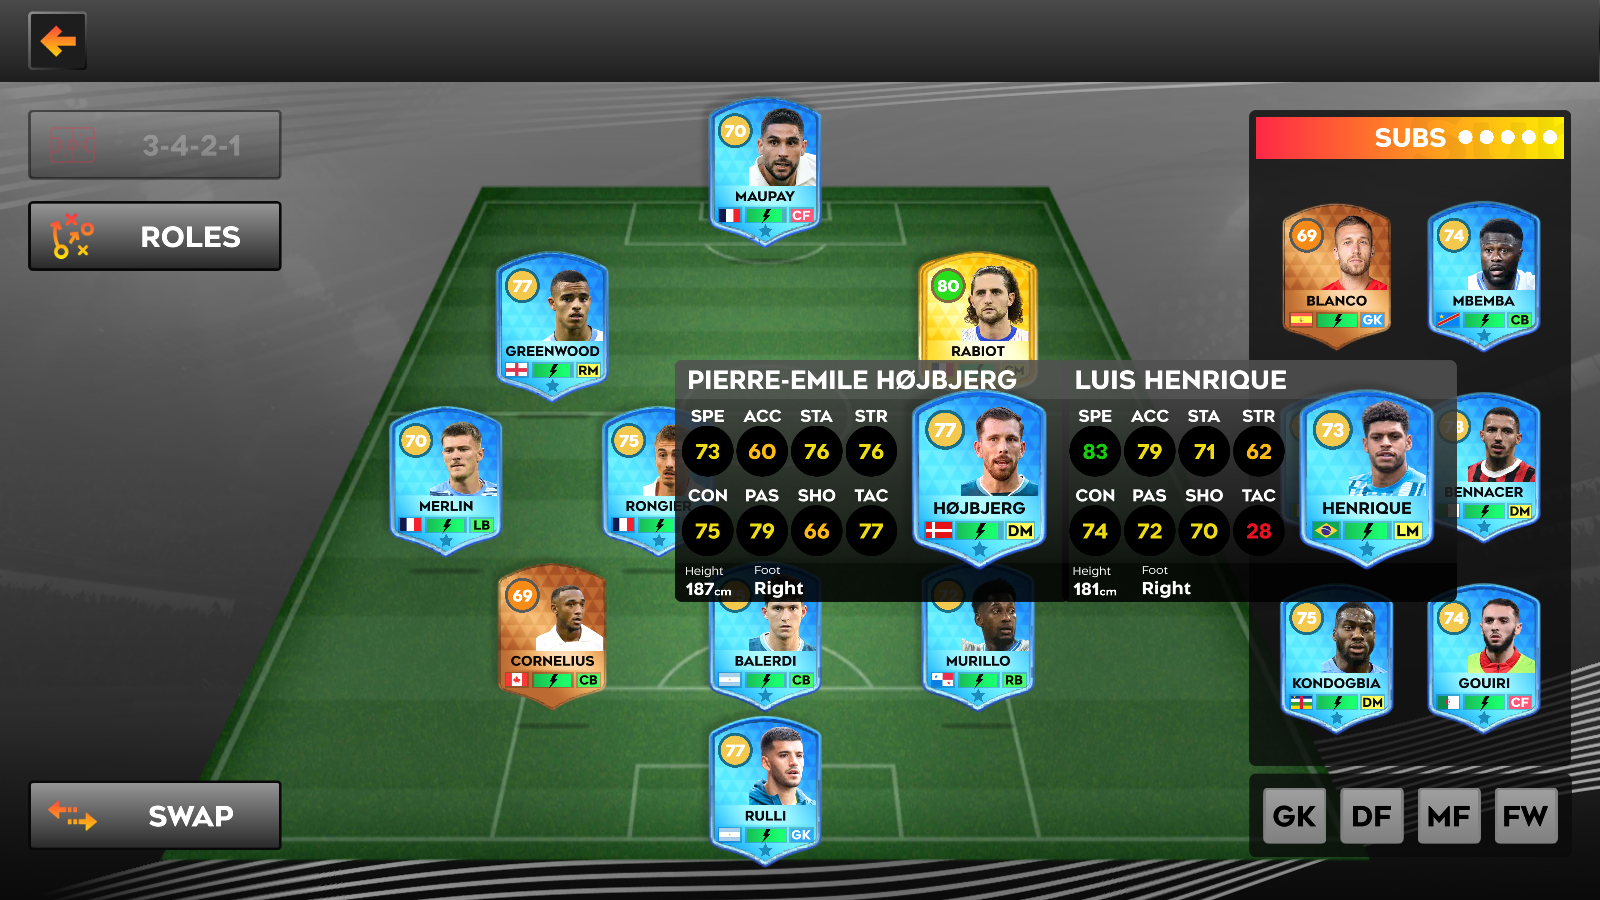 3-4-2-1
ROLES
SWAP
70
MAUPAY
CF
77
GREENWOOD
RM
80
RABIOT
70
MERLIN
LB
75
RONGIER
PIERRE-EMILE HØJBJERG
SPE ACC STA STR
73 60 76 76
CON PAS SHO TAC
75 79 66 77
Height Foot
187cm Right
77
HØJBJERG
DM
LUIS HENRIQUE
SPE ACC STA STR
83 79 71 62
CON PAS SHO TAC
74 72 70 28
Height Foot
181cm Right
73
HENRIQUE
LM
69
CORNELIUS
CB
BALERDI
CB
MURILLO
RB
77
RULLI
GK
SUBS
69
BLANCO
GK
74
MBEMBA
CB
BENNACER
DM
75
KONDOGBIA
DM
74
GOUIRI
CF
GK DF MF FW